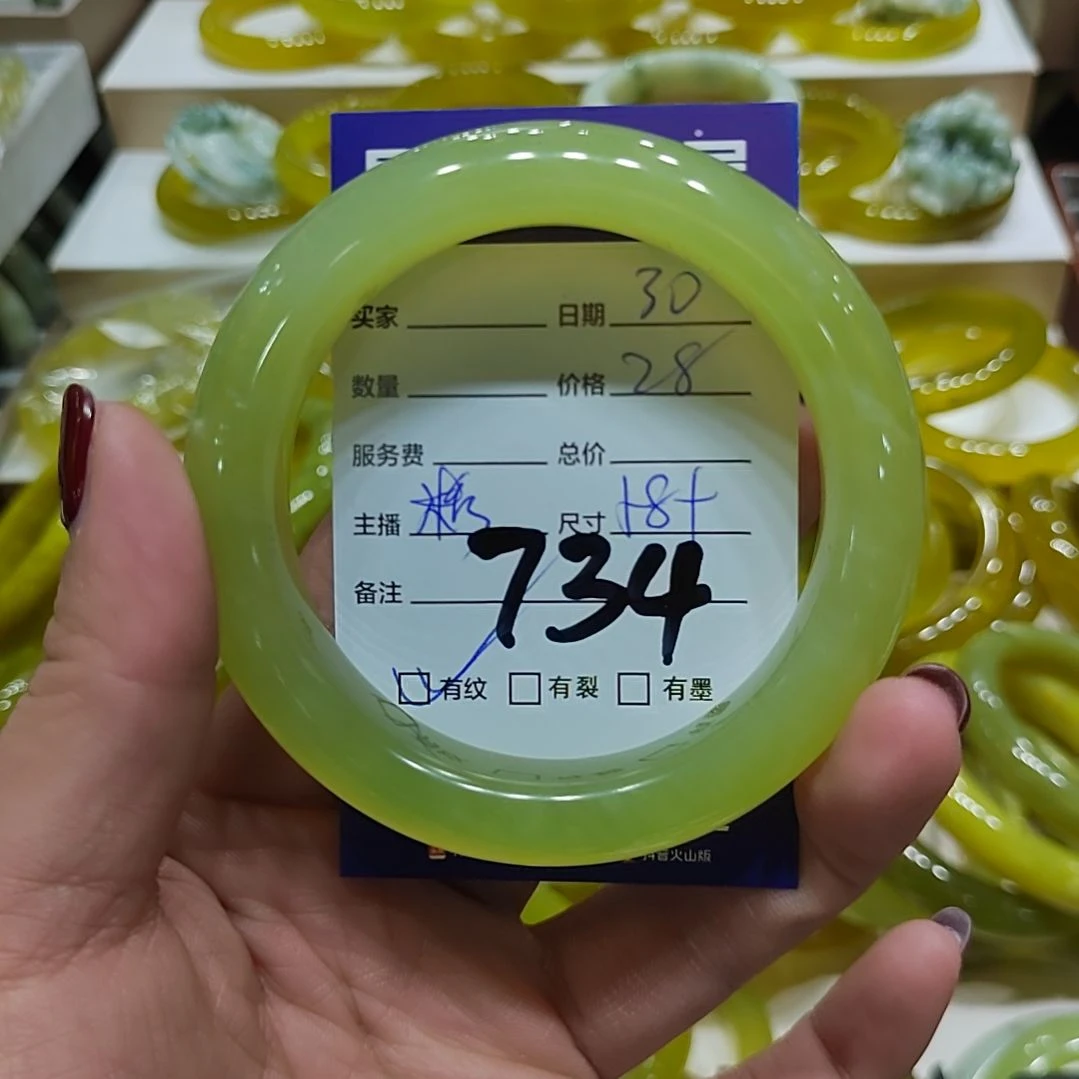 买家 日期 30
数量 价格 28
服务费 总价
主播 尺寸 +8+
备注 734
有纹 有裂 有墨
抖音火山版